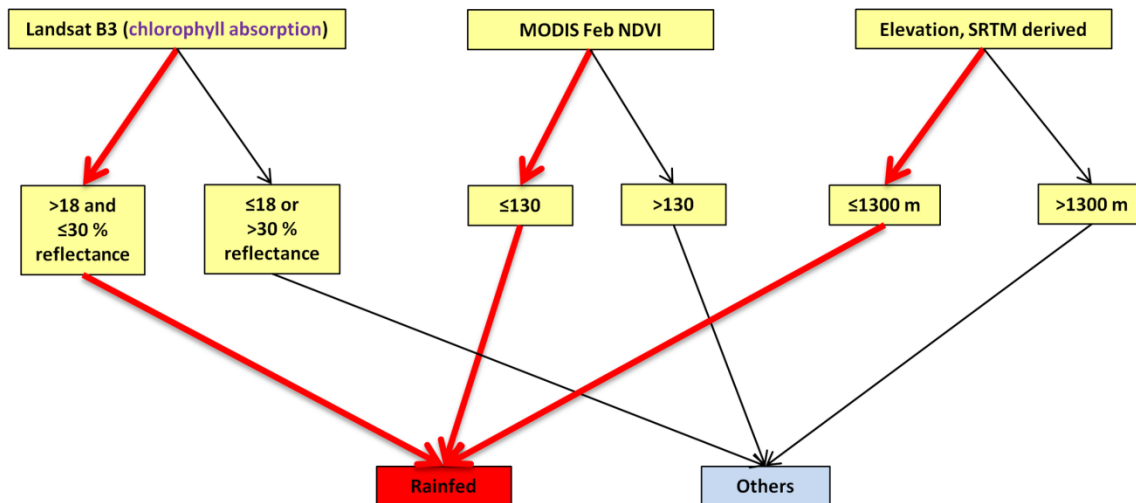 Landsat B3 (chlorophyll absorption)
MODIS Feb NDVI
Elevation, SRTM derived
>18 and
≤30 %
reflectance
≤18 or
>30 %
reflectance
≤130
>130
≤1300 m
>1300 m
Rainfed
Others